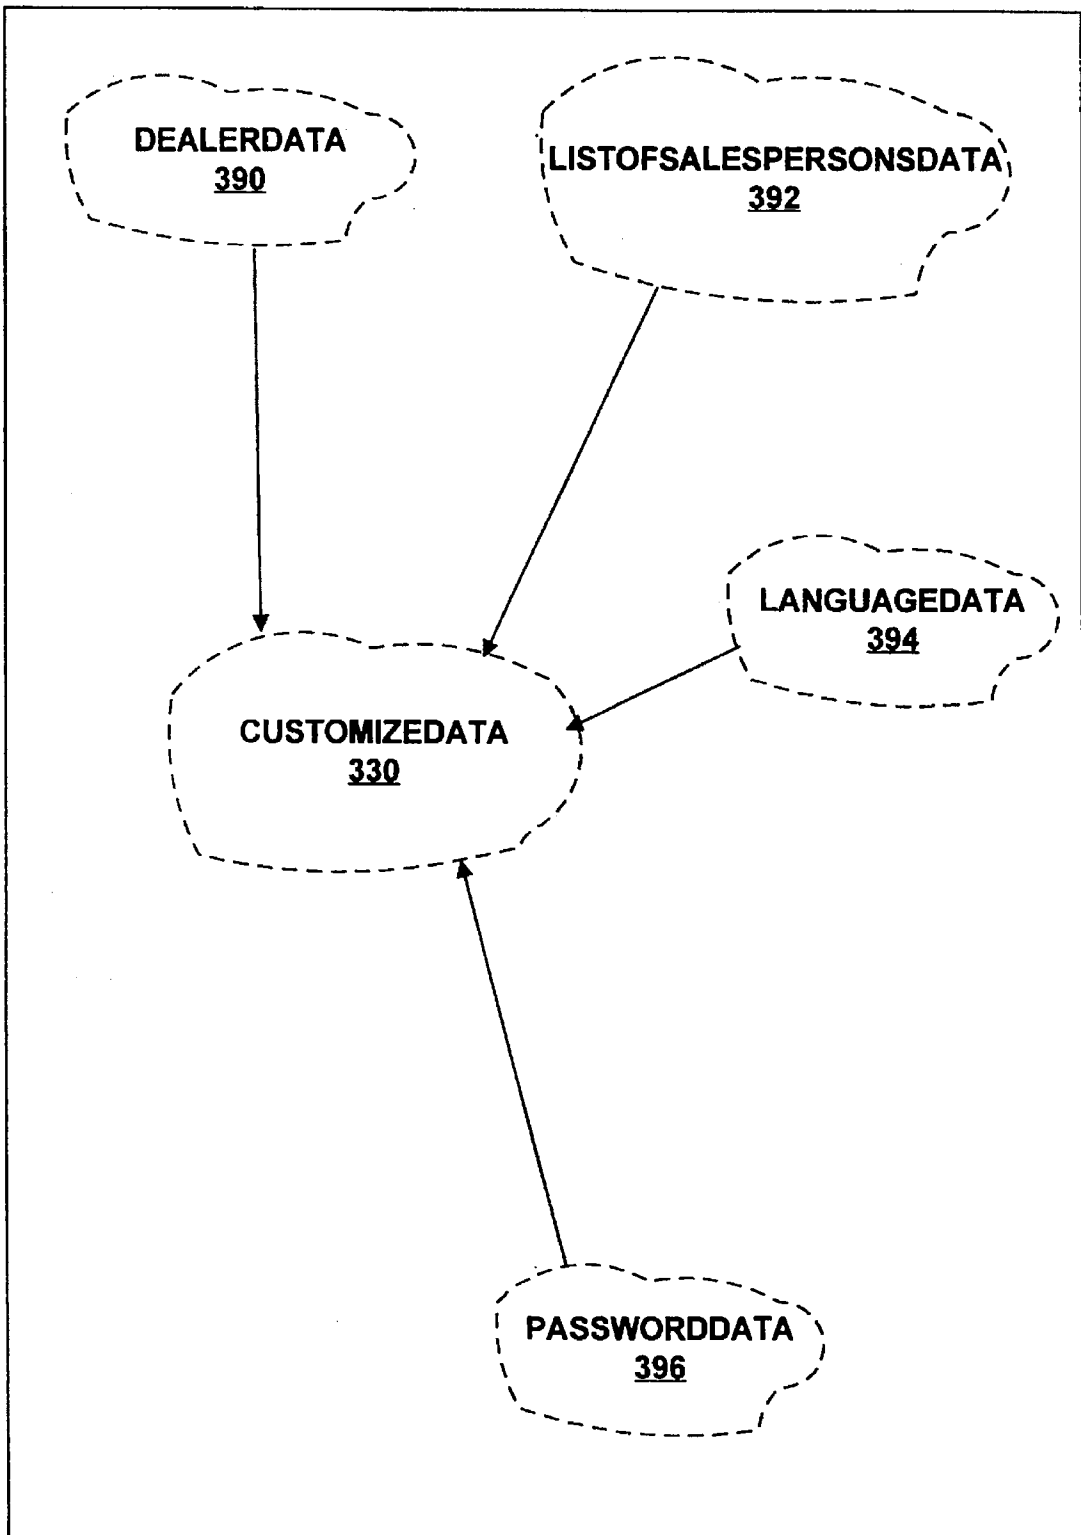 DEALERDATA
390
LISTOFSALESPERSONSDATA
392
LANGUAGEDATA
394
CUSTOMIZEDATA
330
PASSWORDDATA
396